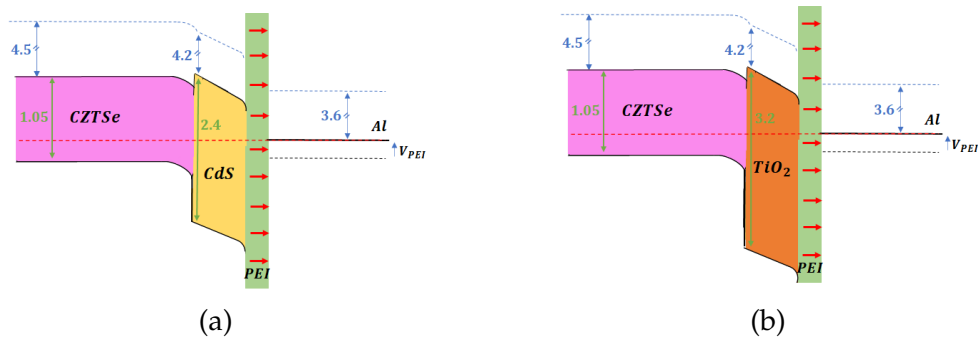 4.5
4.2
1.05
CZTSe
2.4
3.6
Al
V_PEI
CdS
PEI
(a)
4.5
4.2
1.05
CZTSe
3.2
3.6
Al
V_PEI
TiO₂
PEI
(b)